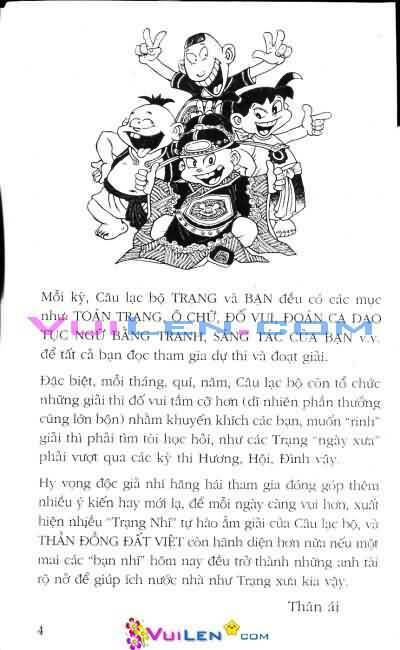 Mỗi kỳ, Câu lạc bộ TRẠNG và BẠN đều có các mục
như: TOÁN TRẠNG, Ô CHỮ, ĐỐ VUI, ĐOÁN CA DAO
TỤC NGỮ BẰNG TRANH, SÁNG TÁC CỦA BẠN v.v.
để tất cả bạn đọc tham gia dự thi và đoạt giải.
VUILEN.COM
Đặc biệt, mỗi tháng, quí, năm, Câu lạc bộ còn tổ chức
những giải thi đố vui tầm cỡ hơn (dĩ nhiên phần thưởng
cũng lớn bộn) nhằm khuyến khích các bạn, muốn "rinh"
giải thì phải tìm tòi học hỏi, như các Trạng "ngày xưa"
phải vượt qua các kỳ thi Hương, Hội, Đình vậy.
Hy vọng độc giả nhí hăng hái tham gia đóng góp thêm
nhiều ý kiến hay mới lạ, để mỗi ngày càng vui hơn, xuất
hiện nhiều "Trạng Nhí" tự hào ẵm giải của Câu lạc bộ, và
THẦN ĐỒNG ĐẤT VIỆT còn hãnh diện hơn nữa nếu một
mai các "bạn nhí" hôm nay đều trở thành những anh tài
rộ nở để giúp ích nước nhà như Trạng xưa kia vậy.
Thân ái
4
VUILEN.COM